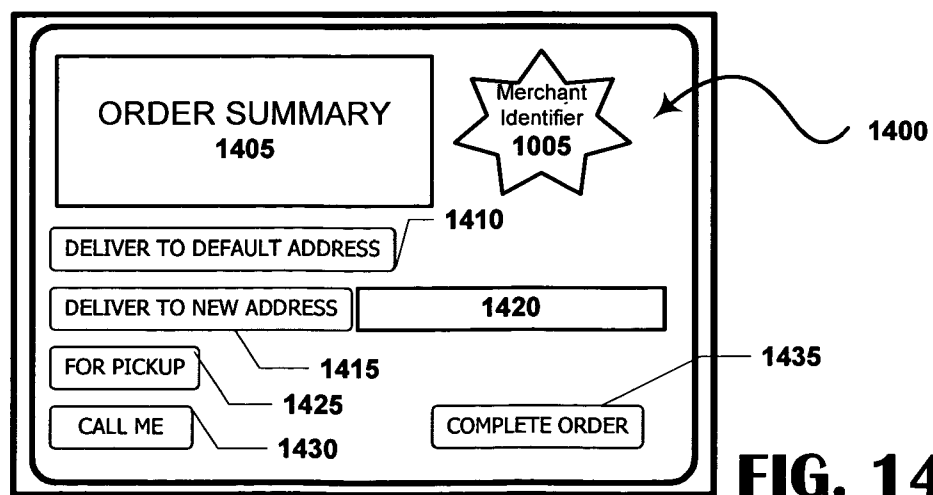 ORDER SUMMARY
1405
Merchant
Identifier
1005
1400
1410
DELIVER TO DEFAULT ADDRESS
DELIVER TO NEW ADDRESS
1420
FOR PICKUP
1415
1435
1425
CALL ME
1430
COMPLETE ORDER
FIG. 14